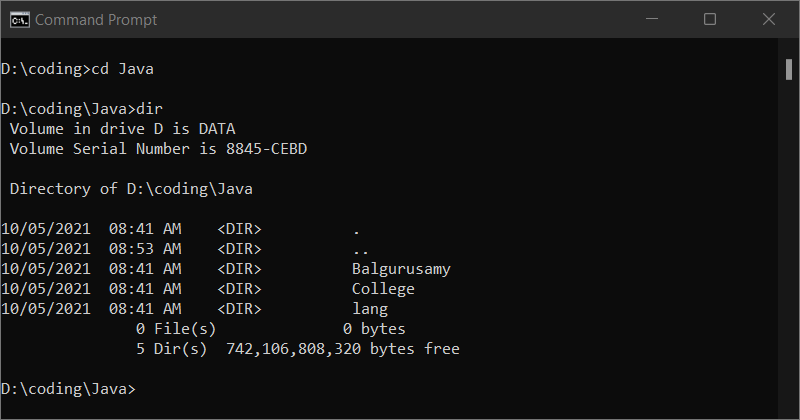 Command Prompt
D:\coding>cd Java
D:\coding\Java>dir
 Volume in drive D is DATA
 Volume Serial Number is 8845-CEBD
 Directory of D:\coding\Java
10/05/2021  08:41 AM    <DIR>          .
10/05/2021  08:53 AM    <DIR>          ..
10/05/2021  08:41 AM    <DIR>          Balgurusamy
10/05/2021  08:41 AM    <DIR>          College
10/05/2021  08:41 AM    <DIR>          lang
               0 File(s)              0 bytes
               5 Dir(s)  742,106,808,320 bytes free
D:\coding\Java>